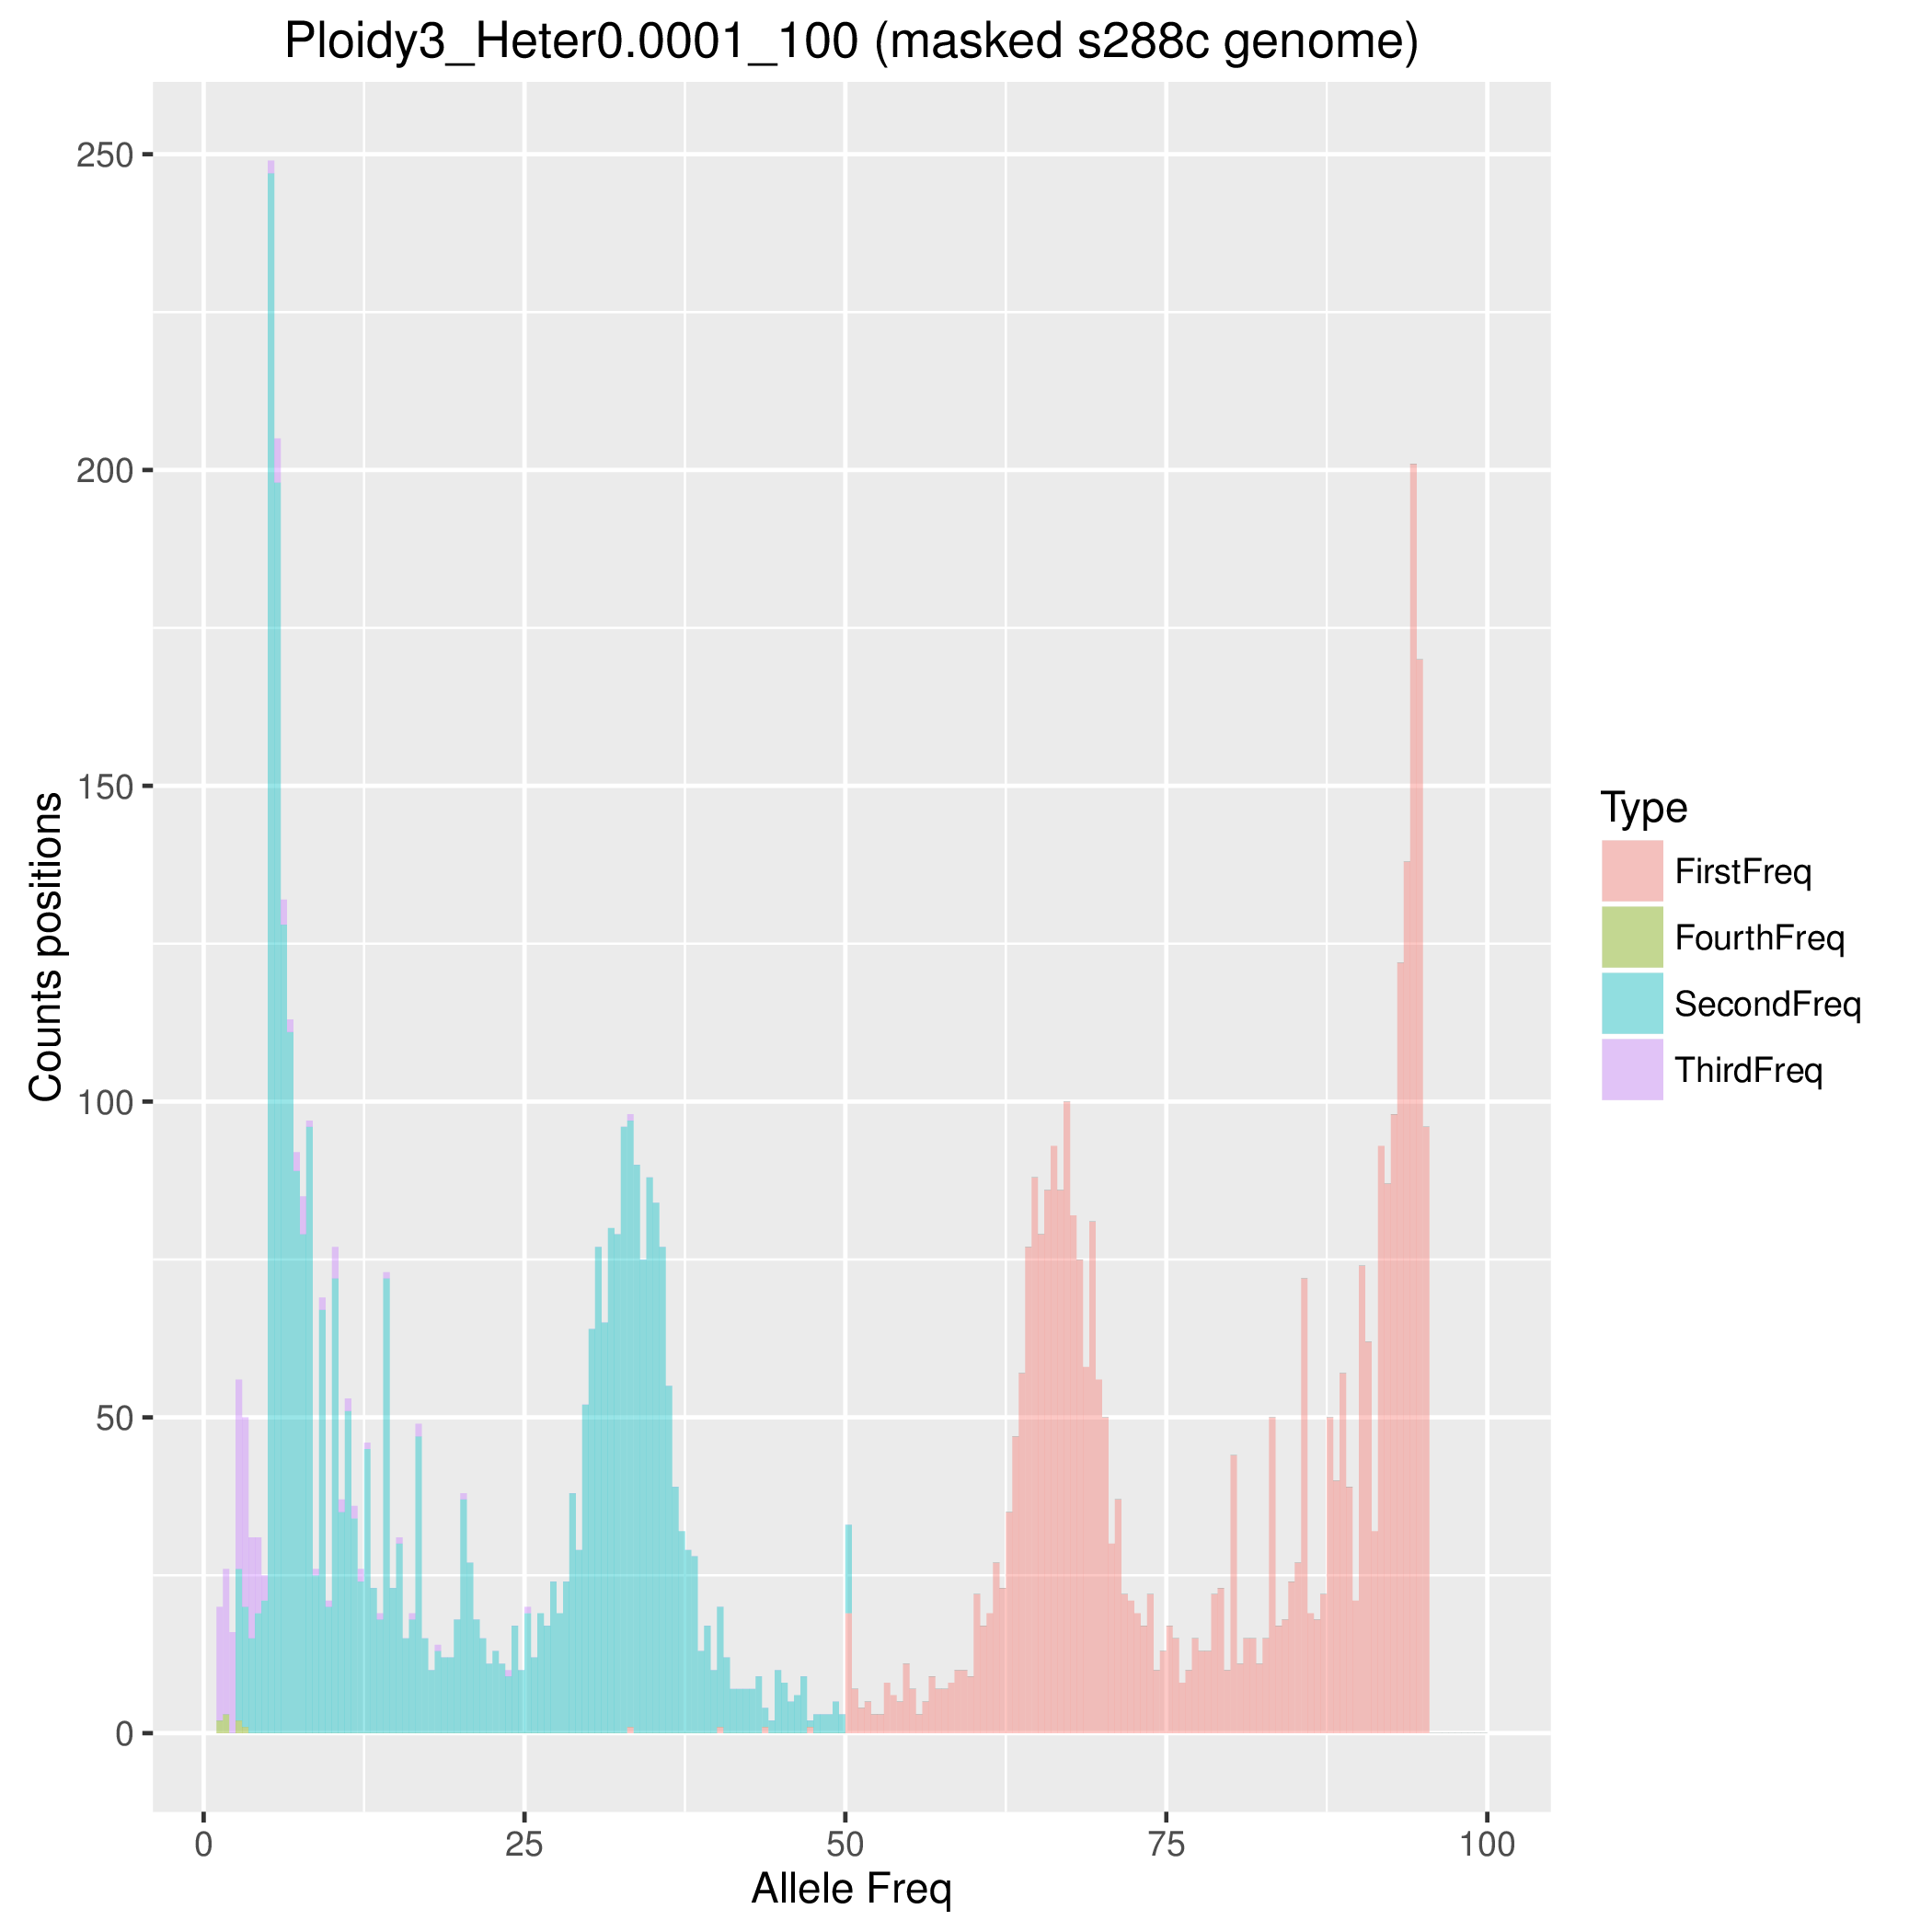 Ploidy3_Heter0.0001_100 (masked s288c genome)
250
200
150
100
50
0
Counts positions
0 25 50 75 100
Allele Freq
Type
FirstFreq
FourthFreq
SecondFreq
ThirdFreq